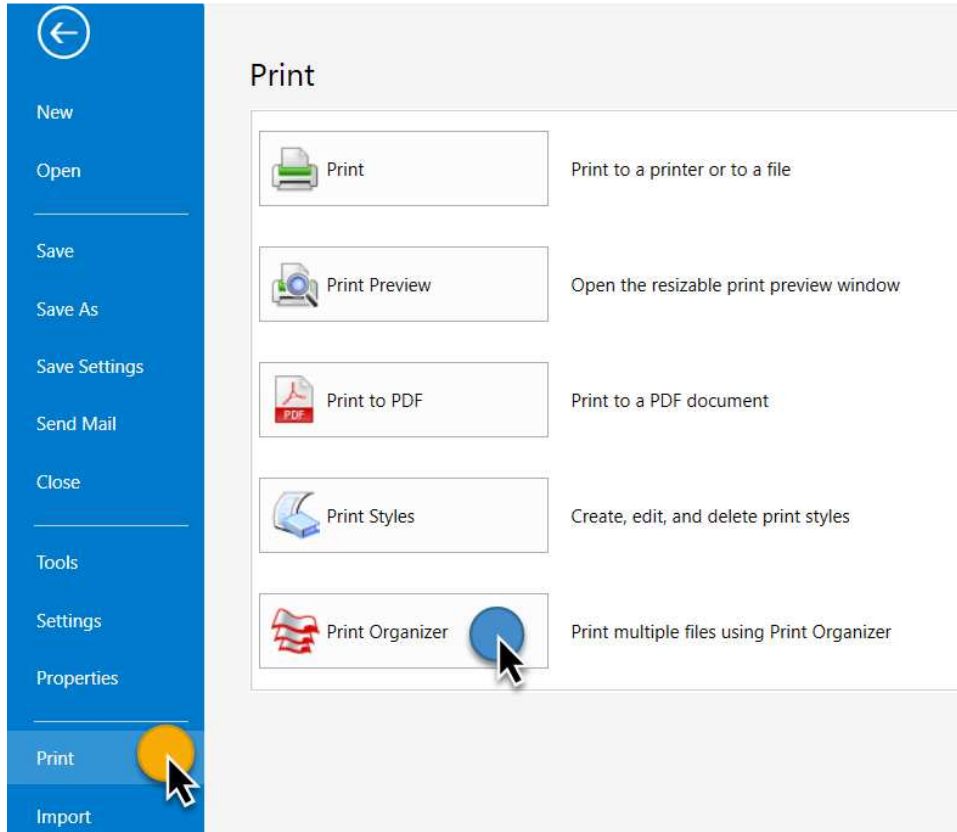 New
Open
Save
Save As
Save Settings
Send Mail
Close
Tools
Settings
Properties
Print
Import
Print
Print
Print to a printer or to a file
Print Preview
Open the resizable print preview window
PDF
Print to PDF
Print to a PDF document
Print Styles
Create, edit, and delete print styles
Print Organizer
Print multiple files using Print Organizer